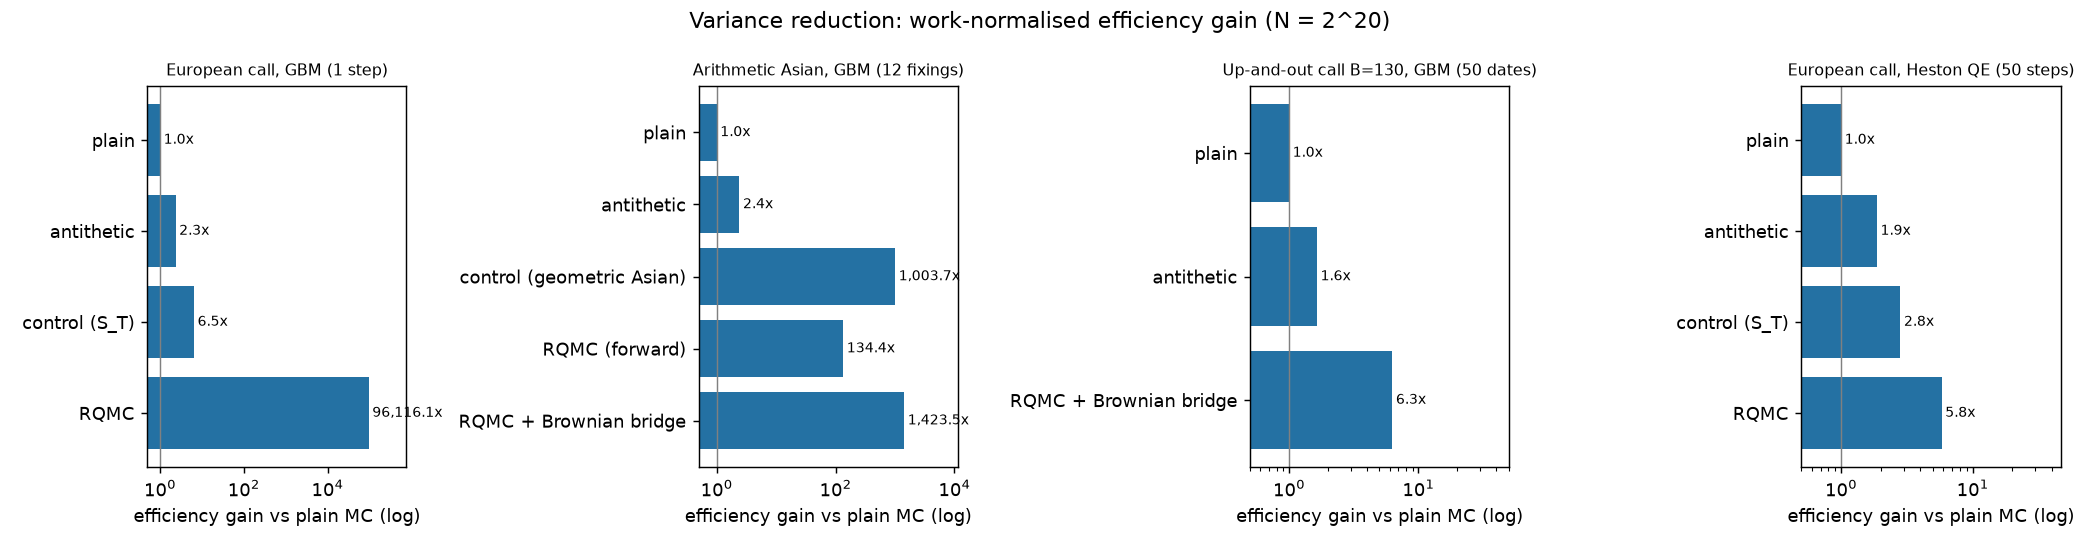 Variance reduction: work-normalised efficiency gain (N = 2^20)
European call, GBM (1 step)
plain
1.0x
antithetic
2.3x
control (S_T)
6.5x
RQMC
96,116.1x
10^0
10^2
10^4
efficiency gain vs plain MC (log)
Arithmetic Asian, GBM (12 fixings)
plain
1.0x
antithetic
2.4x
control (geometric Asian)
1,003.7x
RQMC (forward)
134.4x
RQMC + Brownian bridge
1,423.5x
10^0
10^2
10^4
efficiency gain vs plain MC (log)
Up-and-out call B=130, GBM (50 dates)
plain
1.0x
antithetic
1.6x
RQMC + Brownian bridge
6.3x
10^0
10^1
efficiency gain vs plain MC (log)
European call, Heston QE (50 steps)
plain
1.0x
antithetic
1.9x
control (S_T)
2.8x
RQMC
5.8x
10^0
10^1
efficiency gain vs plain MC (log)